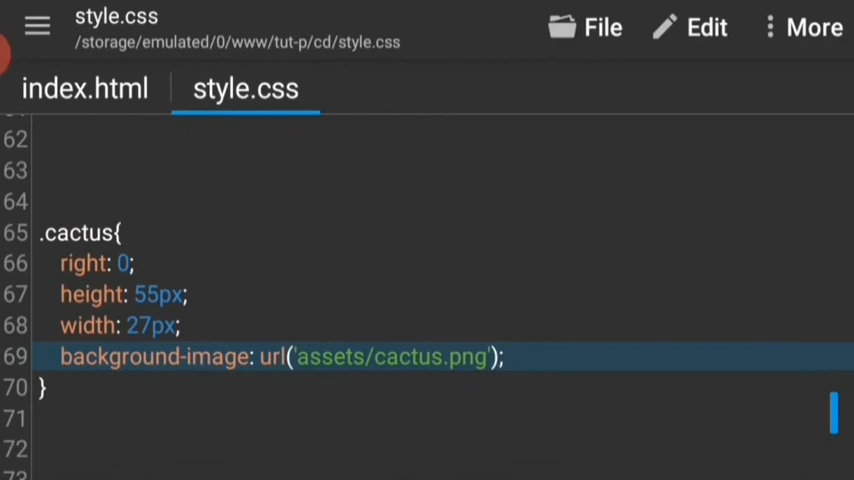 style.css
/storage/emulated/0/www/tut-p/cd/style.css
File
Edit
More
index.html
style.css
62
63
64
65 .cactus{
66 right: 0;
67 height: 55px;
68 width: 27px;
69 background-image: url('assets/cactus.png');
70 }
71
72